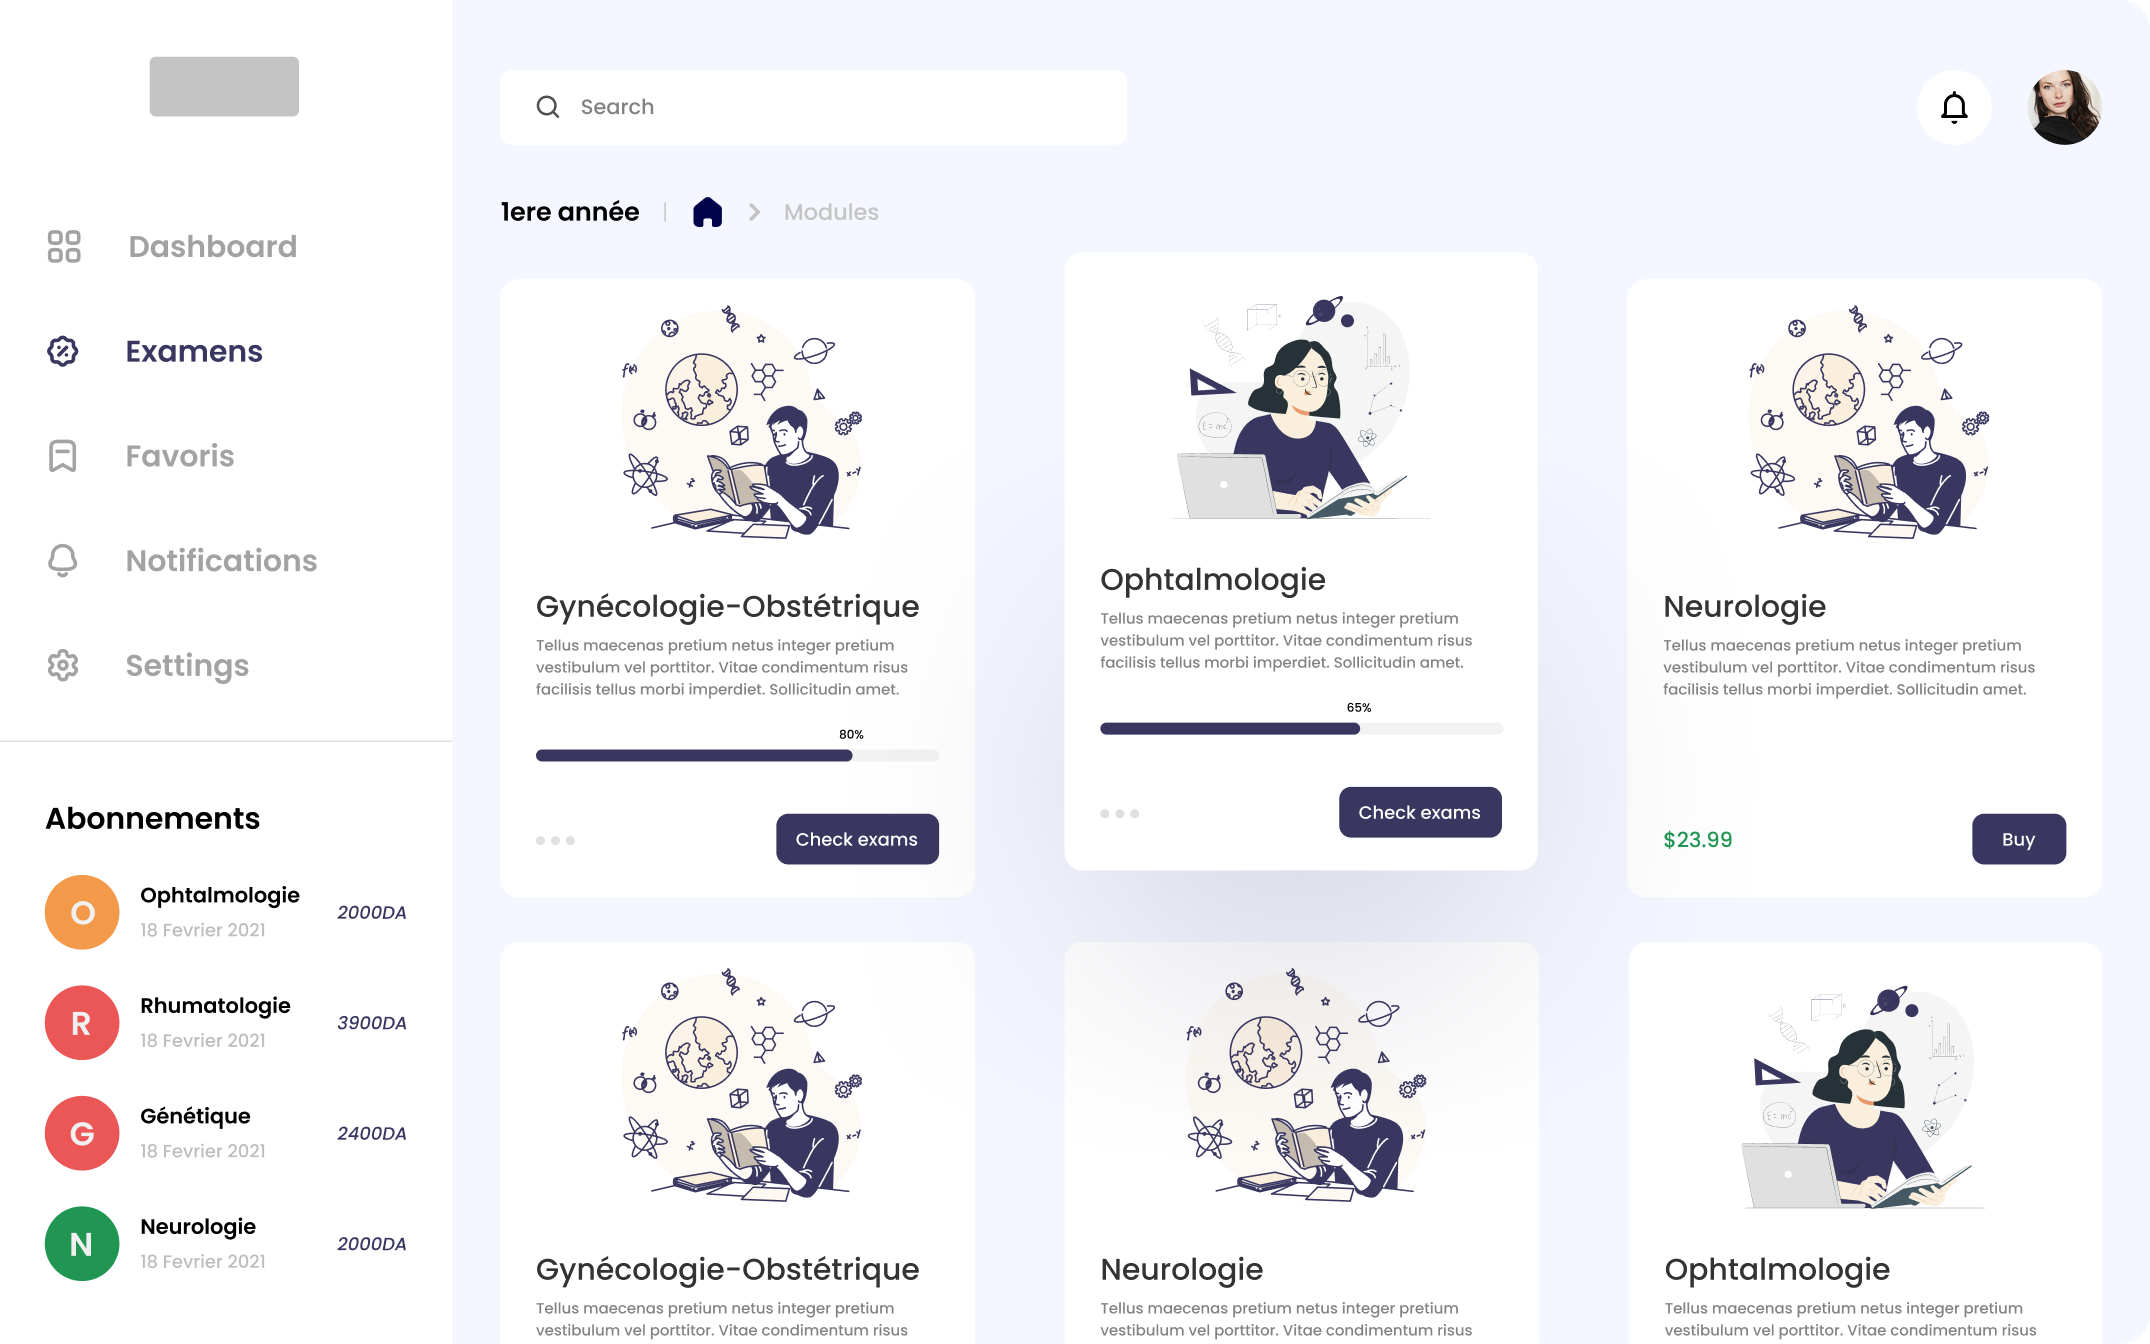 Search
Dashboard
Examens
Favoris
Notifications
Settings
Abonnements
O
Ophtalmologie
18 Fevrier 2021
2000DA
R
Rhumatologie
18 Fevrier 2021
3900DA
G
Génétique
18 Fevrier 2021
2400DA
N
Neurologie
18 Fevrier 2021
2000DA
1ere année
Modules
f(x)
x-y
Gynécologie-Obstétrique
Tellus maecenas pretium netus integer pretium
vestibulum vel porttitor. Vitae condimentum risus
facilisis tellus morbi imperdiet. Sollicitudin amet.
80%
Check exams
E=mc²
Ophtalmologie
Tellus maecenas pretium netus integer pretium
vestibulum vel porttitor. Vitae condimentum risus
facilisis tellus morbi imperdiet. Sollicitudin amet.
65%
Check exams
f(x)
x-y
Neurologie
Tellus maecenas pretium netus integer pretium
vestibulum vel porttitor. Vitae condimentum risus
facilisis tellus morbi imperdiet. Sollicitudin amet.
$23.99
Buy
f(x)
x-y
Gynécologie-Obstétrique
Tellus maecenas pretium netus integer pretium
vestibulum vel porttitor. Vitae condimentum risus
f(x)
x-y
Neurologie
Tellus maecenas pretium netus integer pretium
vestibulum vel porttitor. Vitae condimentum risus
E=mc²
Ophtalmologie
Tellus maecenas pretium netus integer pretium
vestibulum vel porttitor. Vitae condimentum risus